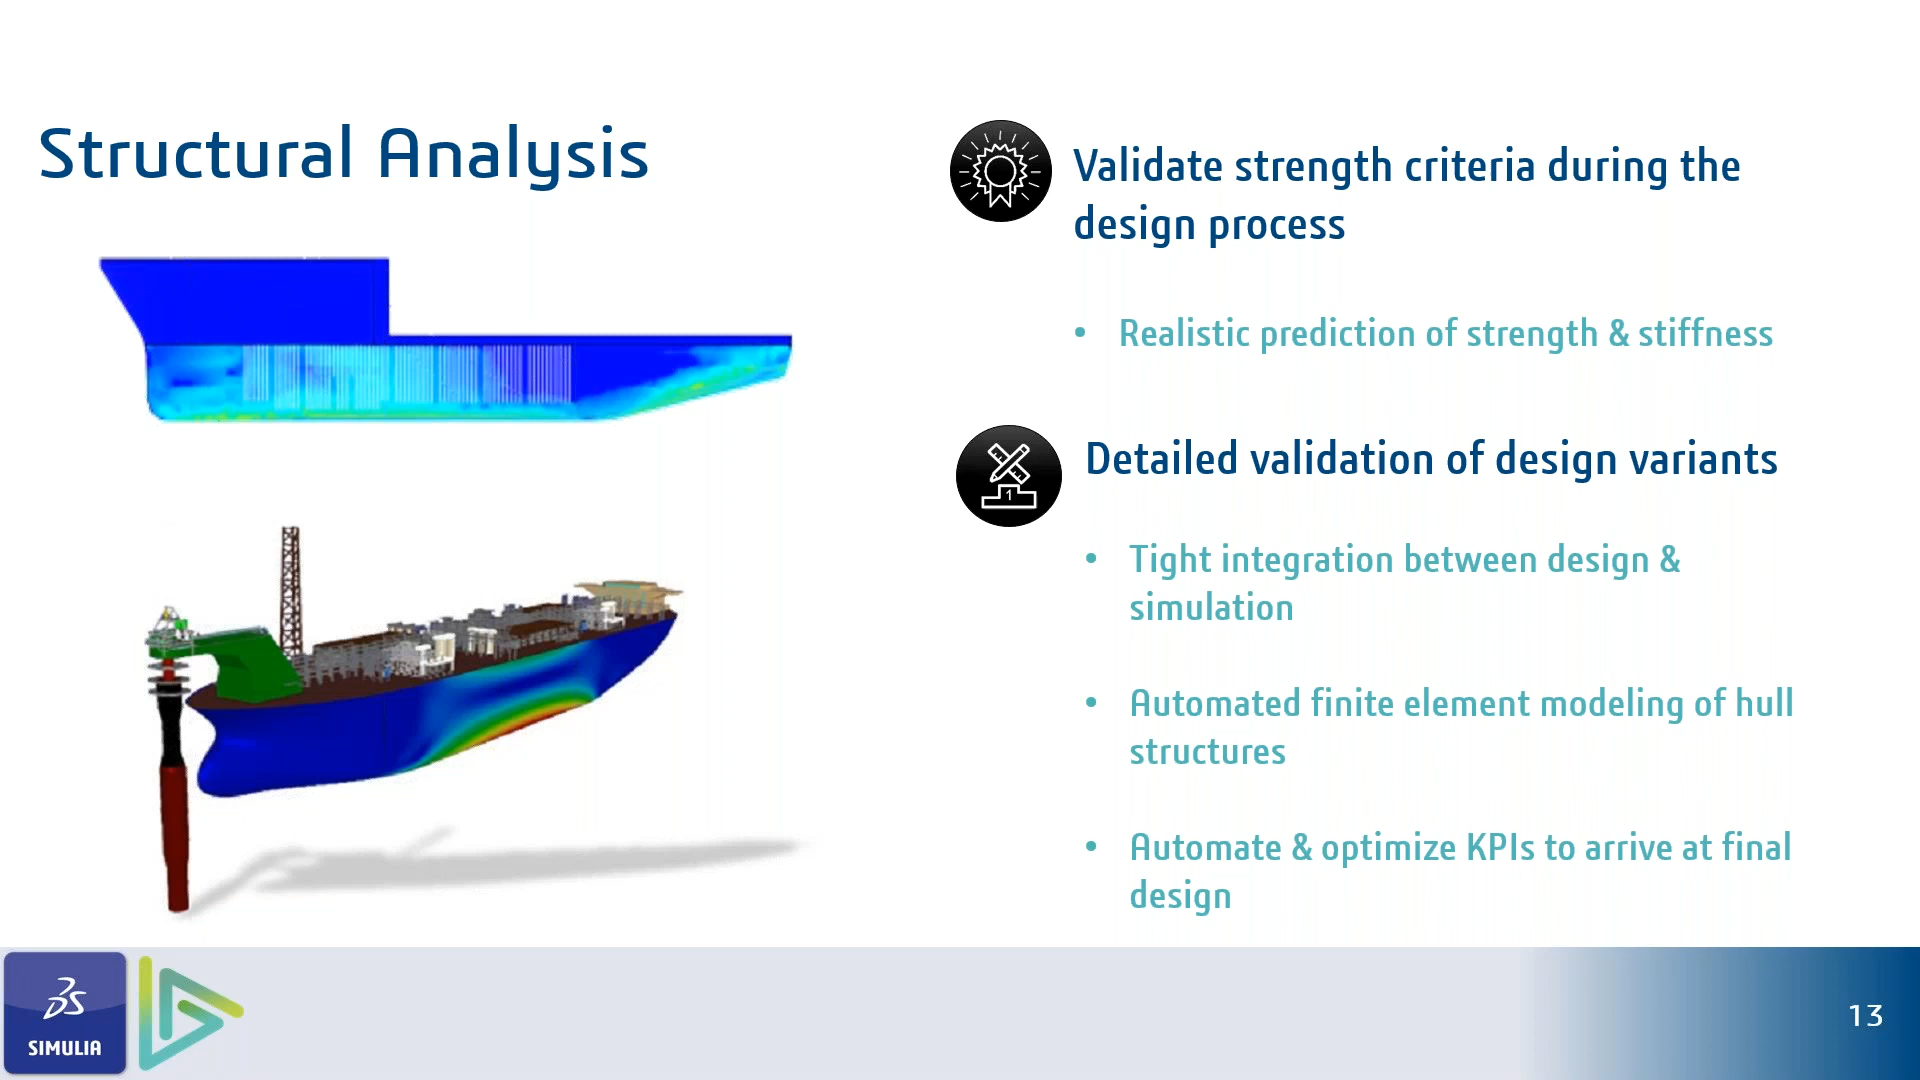 Structural Analysis
Validate strength criteria during the
design process
• Realistic prediction of strength & stiffness
1
Detailed validation of design variants
• Tight integration between design &
simulation
• Automated finite element modeling of hull
structures
• Automate & optimize KPIs to arrive at final
design
DS
SIMULIA
13